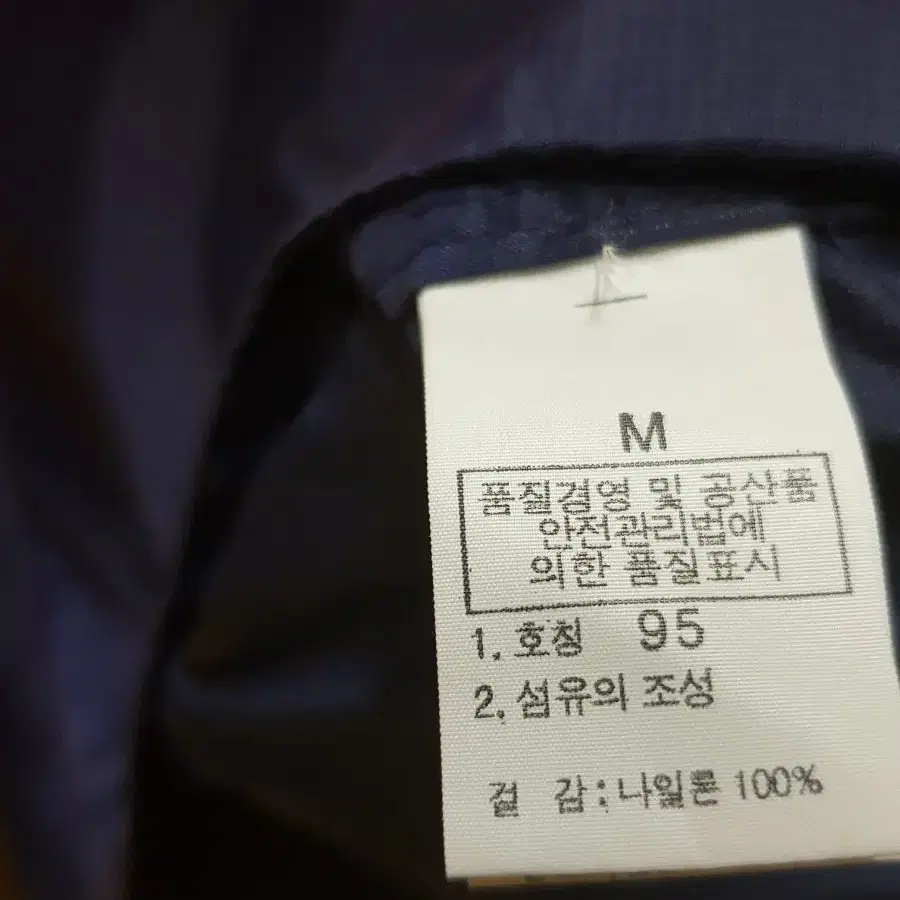 M
품질경영 및 공산품
안전관리법에
의한 품질표시
1. 호칭 95
2. 섬유의 조성
겉 감 : 나일론 100%